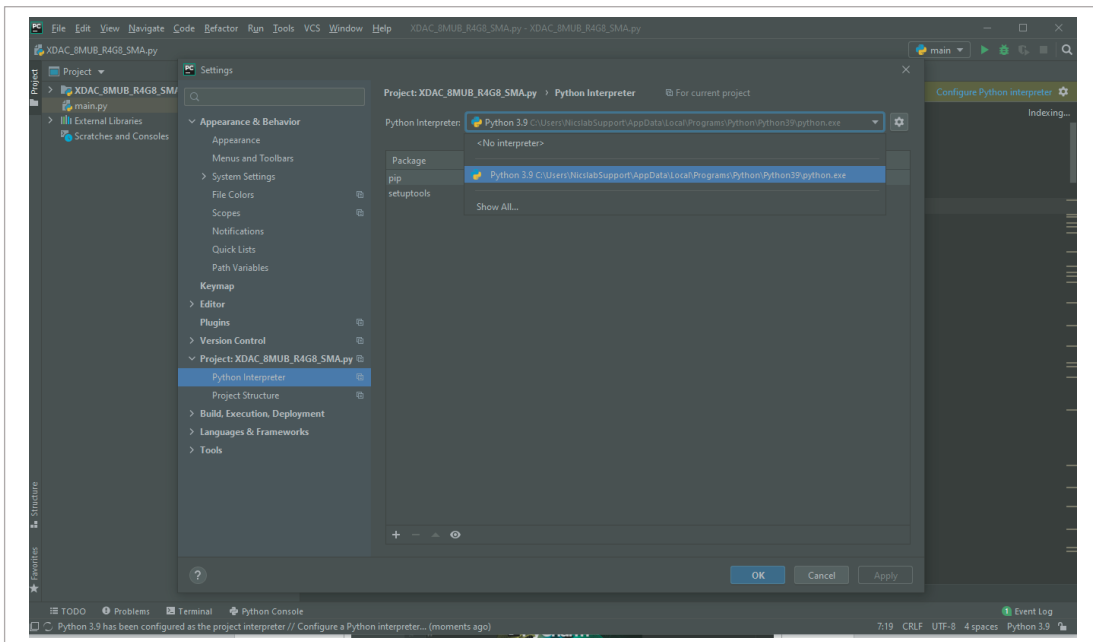 File Edit View Navigate Code Refactor Run Tools VCS Window Help XDAC_8MUB_R4G8_SMA.py - XDAC_8MUB_R4G8_SMA.py
XDAC_8MUB_R4G8_SMA.py
main
Project
Project
XDAC_8MUB_R4G8_SMA
main.py
External Libraries
Scratches and Consoles
Configure Python interpreter
Indexing...
Settings
Appearance & Behavior
Appearance
Menus and Toolbars
System Settings
File Colors
Scopes
Notifications
Quick Lists
Path Variables
Keymap
Editor
Plugins
Version Control
Project: XDAC_8MUB_R4G8_SMA.py
Python Interpreter
Project Structure
Build, Execution, Deployment
Languages & Frameworks
Tools
Project: XDAC_8MUB_R4G8_SMA.py › Python Interpreter For current project
Python Interpreter: Python 3.9 C:\Users\NicslabSupport\AppData\Local\Programs\Python\Python39\python.exe
<No interpreter>
Python 3.9 C:\Users\NicslabSupport\AppData\Local\Programs\Python\Python39\python.exe
Show All...
Package
pip
setuptools
OK Cancel Apply
Structure
Favorites
TODO Problems Terminal Python Console
1 Event Log
Python 3.9 has been configured as the project interpreter // Configure a Python interpreter... (moments ago)
7:19 CRLF UTF-8 4 spaces Python 3.9